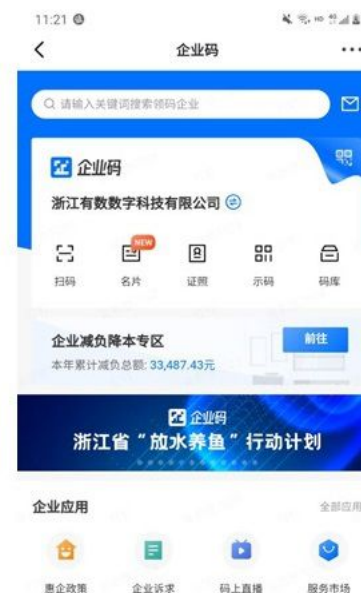 11:21
企业码
请输入关键词搜索领码企业
企业码
浙江有数数字科技有限公司
NEW
扫码 名片 证照 示码 码库
企业减负降本专区
前往
本年累计减负总额: 33,487.43元
企业码
浙江省“放水养鱼”行动计划
企业应用 全部应用
惠企政策 企业诉求 码上直播 服务市场